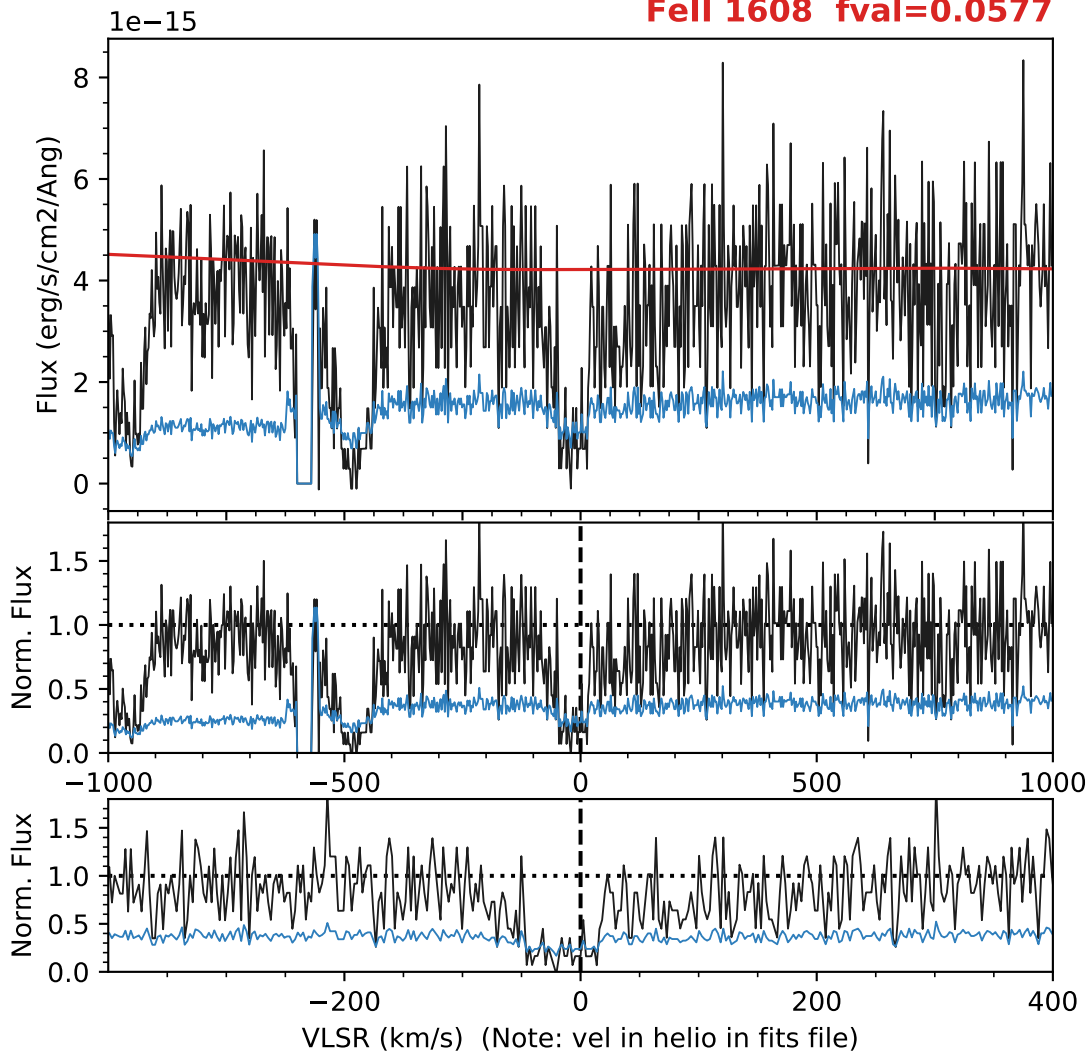 FeII 1608 fval=0.0577
1e−15
8
6
4
2
0
Flux (erg/s/cm2/Ang)
1.5
1.0
0.5
0.0
Norm. Flux
−1000 −500 0 500 1000
1.5
1.0
0.5
0.0
Norm. Flux
−200 0 200 400
VLSR (km/s) (Note: vel in helio in fits file)